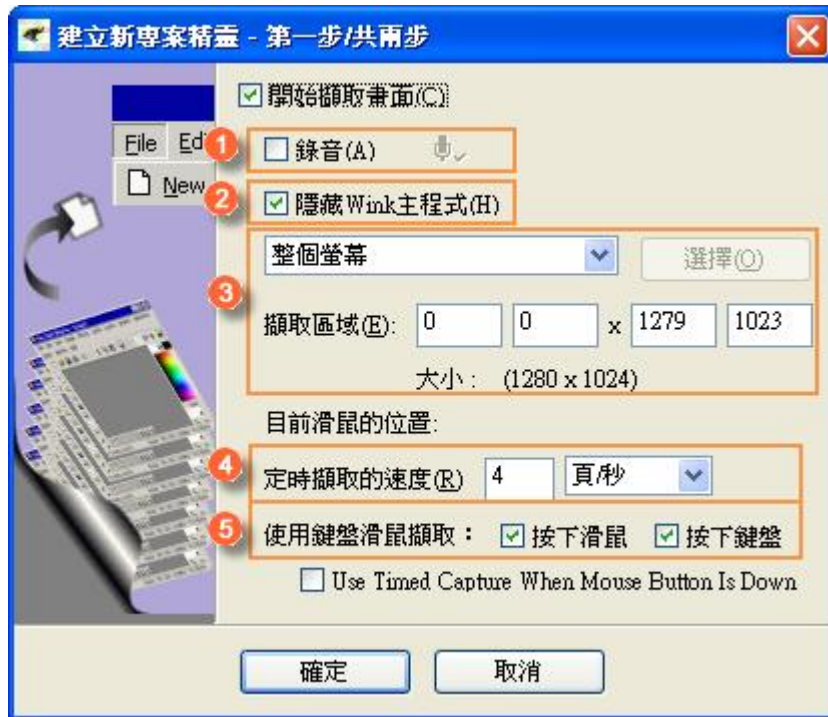 建立新專案精靈 - 第一步/共兩步
File Edi
New
開始擷取畫面(C)
1 錄音(A)
2 隱藏Wink主程式(H)
整個螢幕 選擇(O)
3
擷取區域(E): 0 0 x 1279 1023
大小 : (1280 x 1024)
目前滑鼠的位置:
4 定時擷取的速度(R) 4 頁/秒
5 使用鍵盤滑鼠擷取： 按下滑鼠 按下鍵盤
Use Timed Capture When Mouse Button Is Down
確定 取消